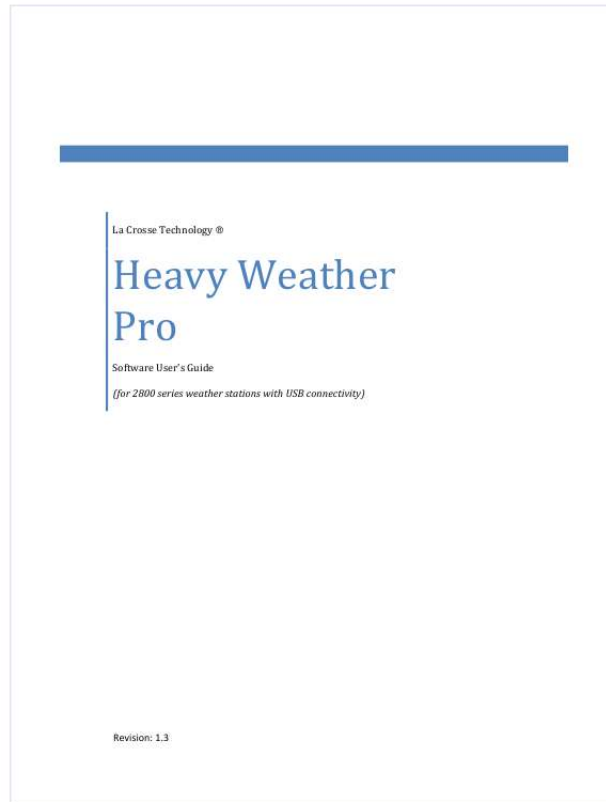 La Crosse Technology ®
Heavy Weather
Pro
Software User's Guide
(for 2800 series weather stations with USB connectivity)
Revision: 1.3